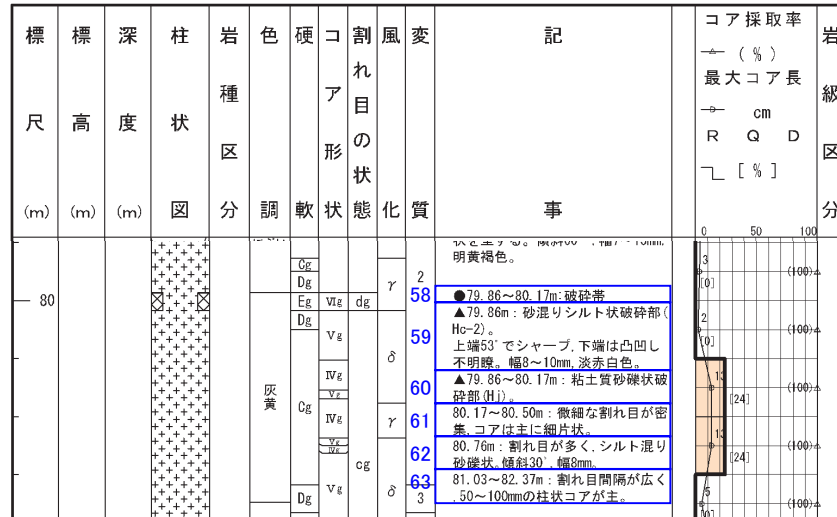 標尺(m)
標高(m)
深度(m)
柱状図
岩種区分
色調
硬軟
コア形状
割れ目の状態
風化
変質
記事
コア採取率
(%)
最大コア長
cm
RQD
[%]
岩級区分
0 50 100
明黄褐色。
80
灰黄
Cg
Dg
Eg
Dg
Cg
Dg
Ⅵg
Ⅴg
Ⅳg
Ⅴg
Ⅳg
Ⅴg
Ⅳg
Ⅴg
dg
cg
γ
δ
γ
δ
2
3
58
●79.86~80.17m:破砕帯
59
▲79.86m:砂混りシルト状破砕部(
Hc-2)。
上端53°でシャープ,下端は凸凹し
不明瞭。幅8~10mm,淡赤白色。
60
▲79.86~80.17m:粘土質砂礫状破
砕部(Hj)。
61
80.17~80.50m:微細な割れ目が密
集,コアは主に細片状。
62
80.76m:割れ目が多く,シルト混り
砂礫状。傾斜30°,幅8mm。
63
81.03~82.37m:割れ目間隔が広く
,50~100mmの柱状コアが主。
3
[0]
(100)
2
[0]
(100)
13
[24]
(100)
13
[24]
(100)
5
[0]
(100)